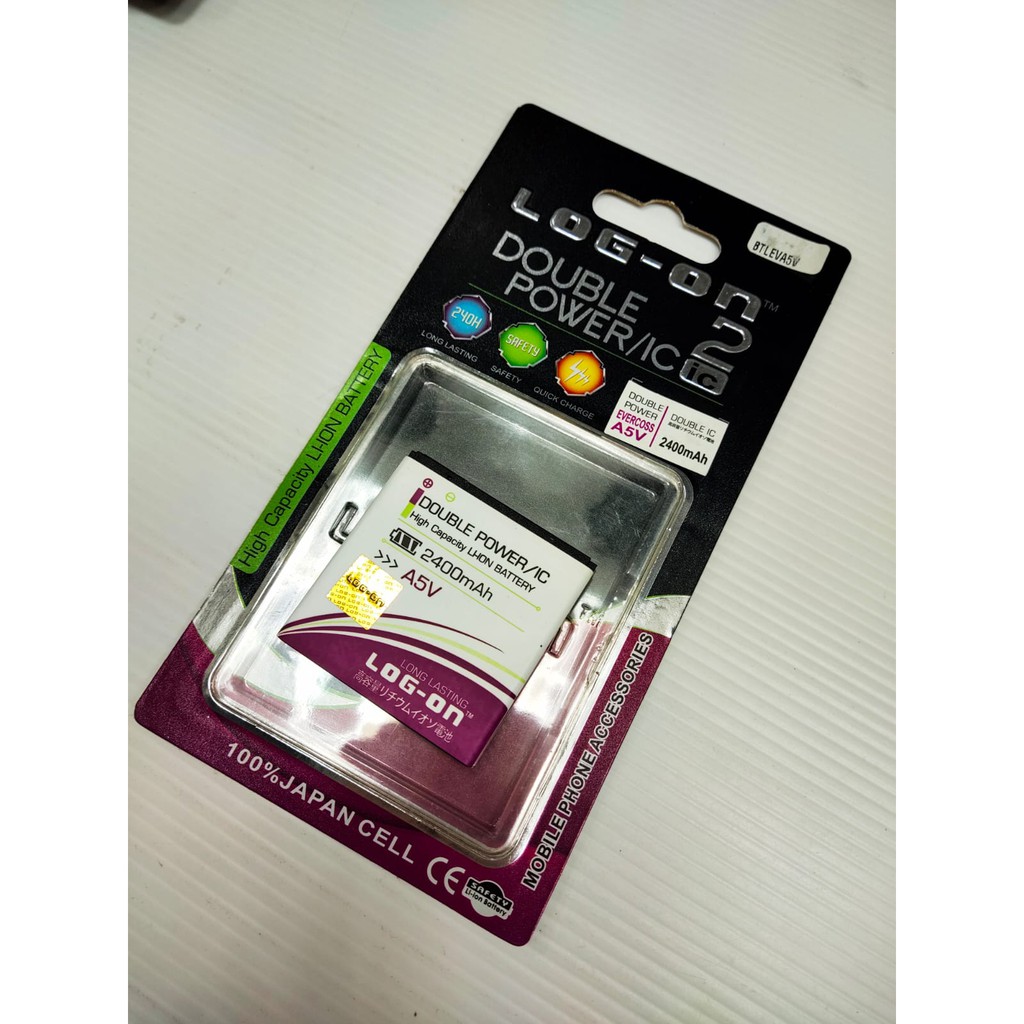 LOG-on™
BTLEVA5V
DOUBLE
POWER/IC
2
ic
240H
LONG LASTING
SAFETY
SAFETY
QUICK CHARGE
DOUBLE
POWER
EVERCOSS
A5V
DOUBLE IC
2400mAh
High Capacity LI-ION BATTERY
DOUBLE POWER/IC
High Capacity LI-ION BATTERY
2400mAh
>>> A5V
LOG-on
LONG LASTING
LOG-on™
高容量リチウムイオン電池
100% JAPAN CELL
CE
SAFETY
Li-ion Battery
MOBILE PHONE ACCESSORIES